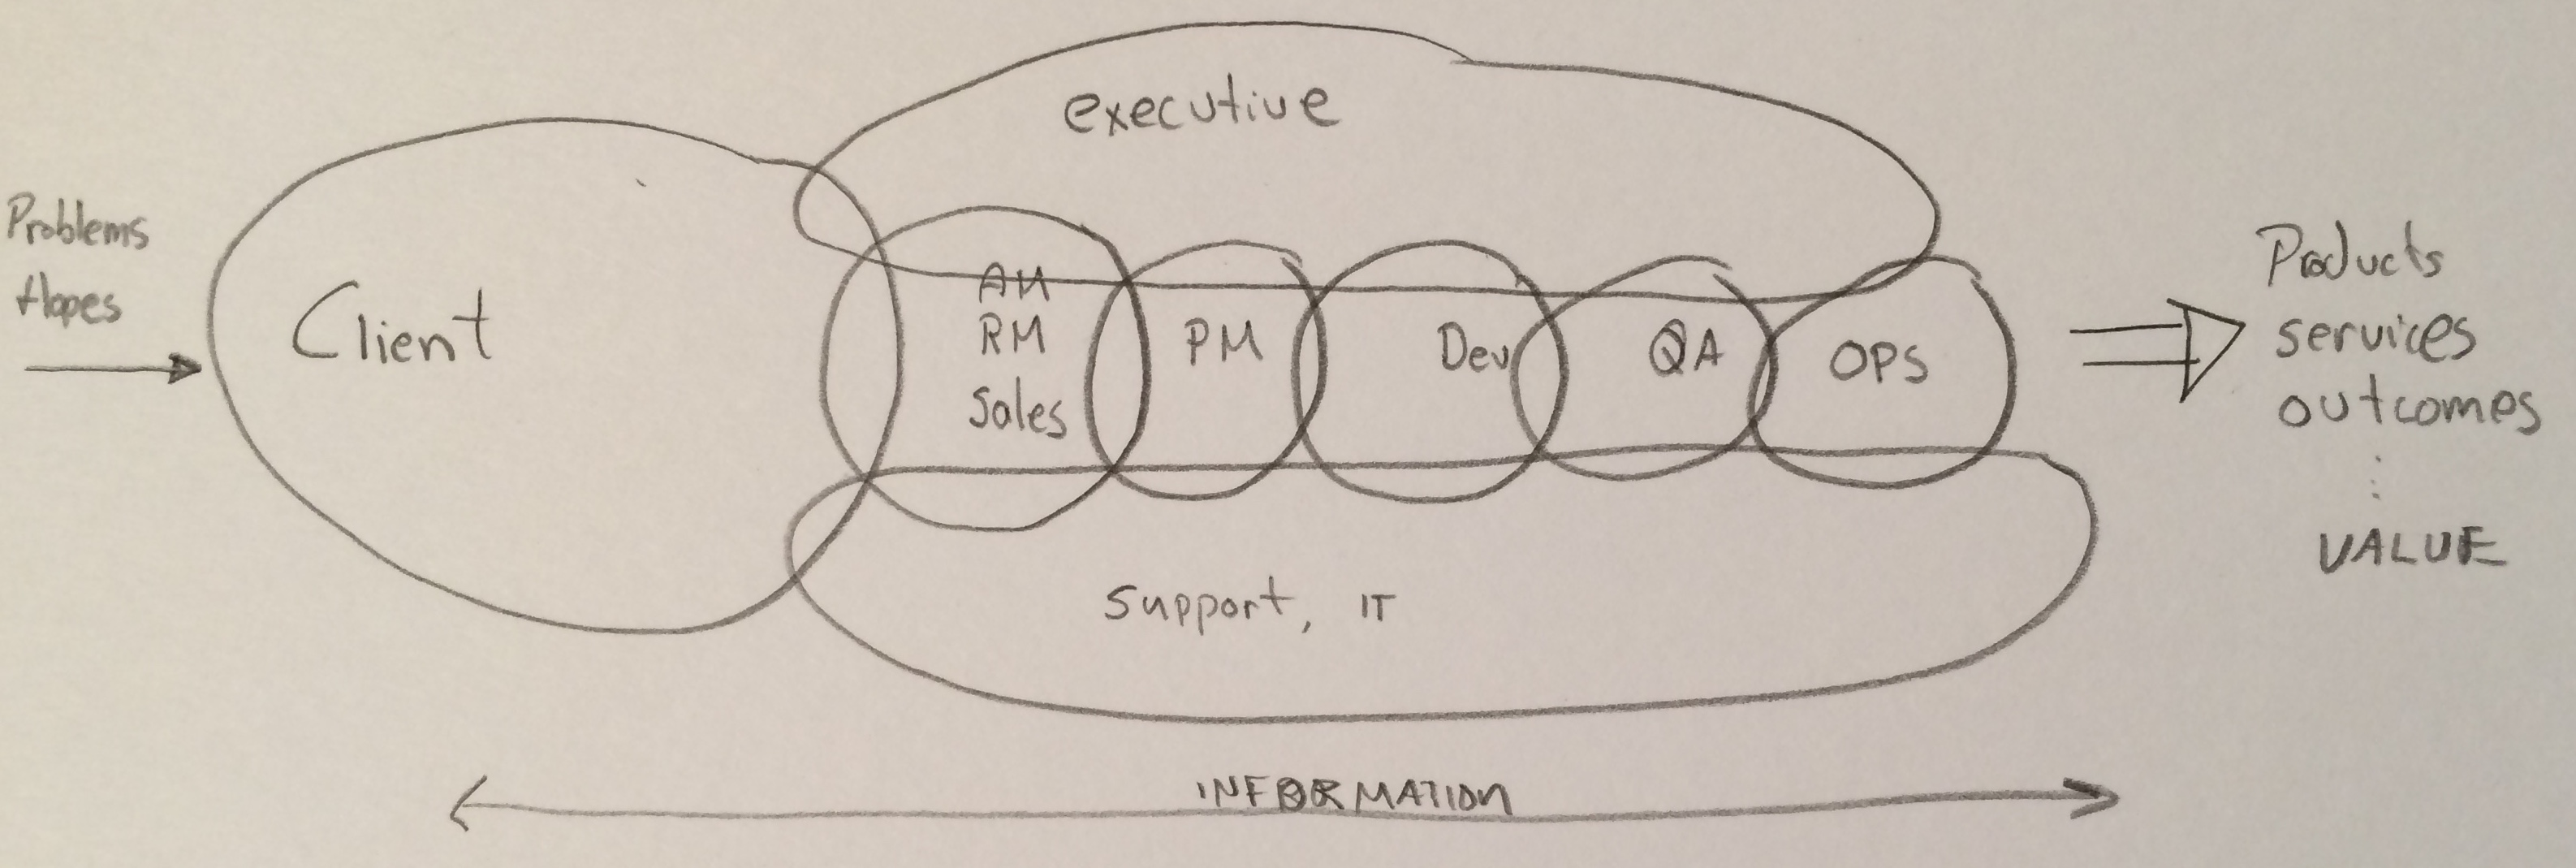 Problems
Hopes
Client
executive
AM
RM
Sales
PM
Dev
QA
OPS
support, IT
Products
services
outcomes
VALUE
INFORMATION